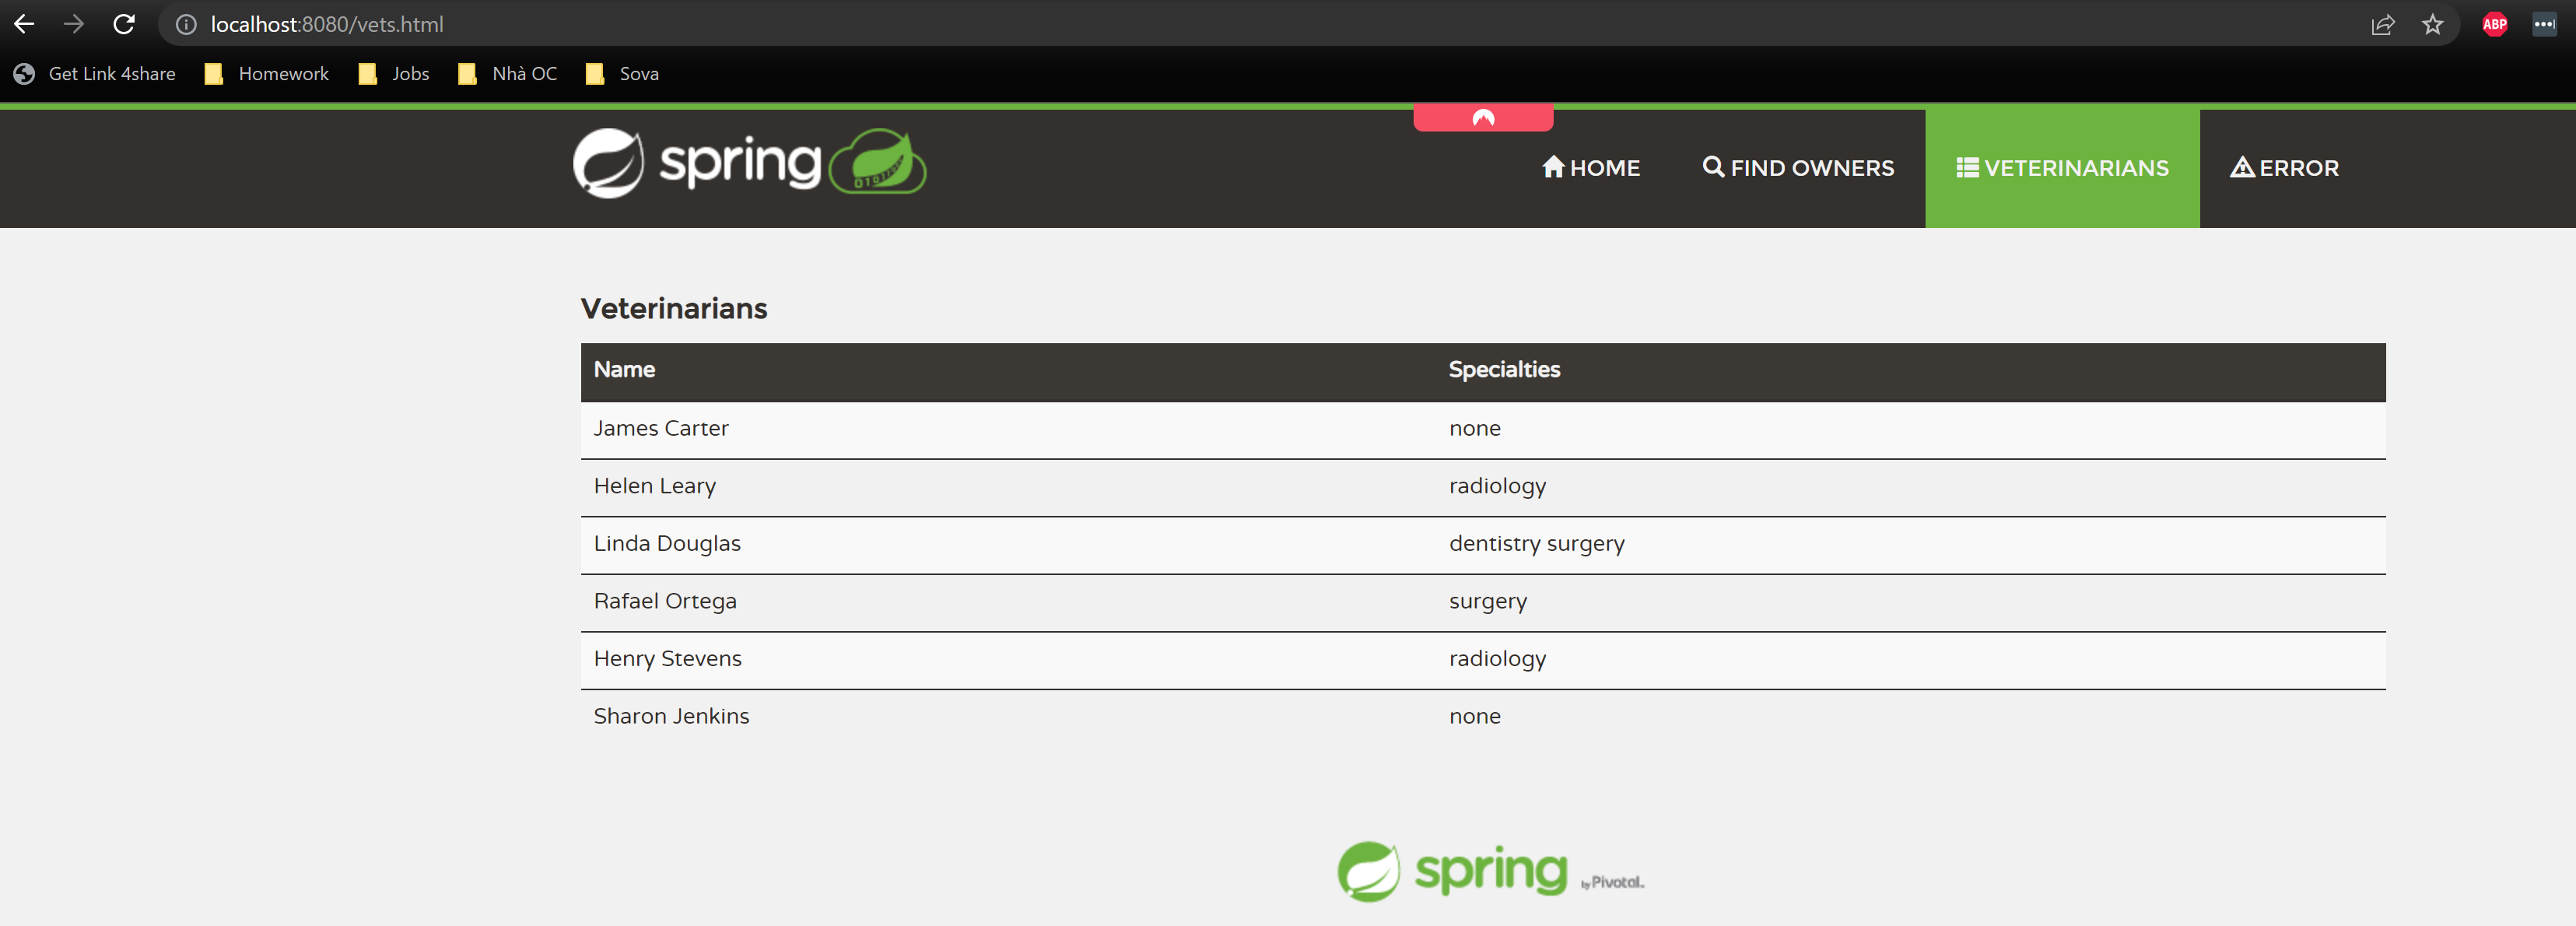 localhost:8080/vets.html
ABP
Get Link 4share Homework Jobs Nhà OC Sova
spring HOME FIND OWNERS VETERINARIANS ERROR
Veterinarians
Name Specialties
James Carter none
Helen Leary radiology
Linda Douglas dentistry surgery
Rafael Ortega surgery
Henry Stevens radiology
Sharon Jenkins none
spring by Pivotal